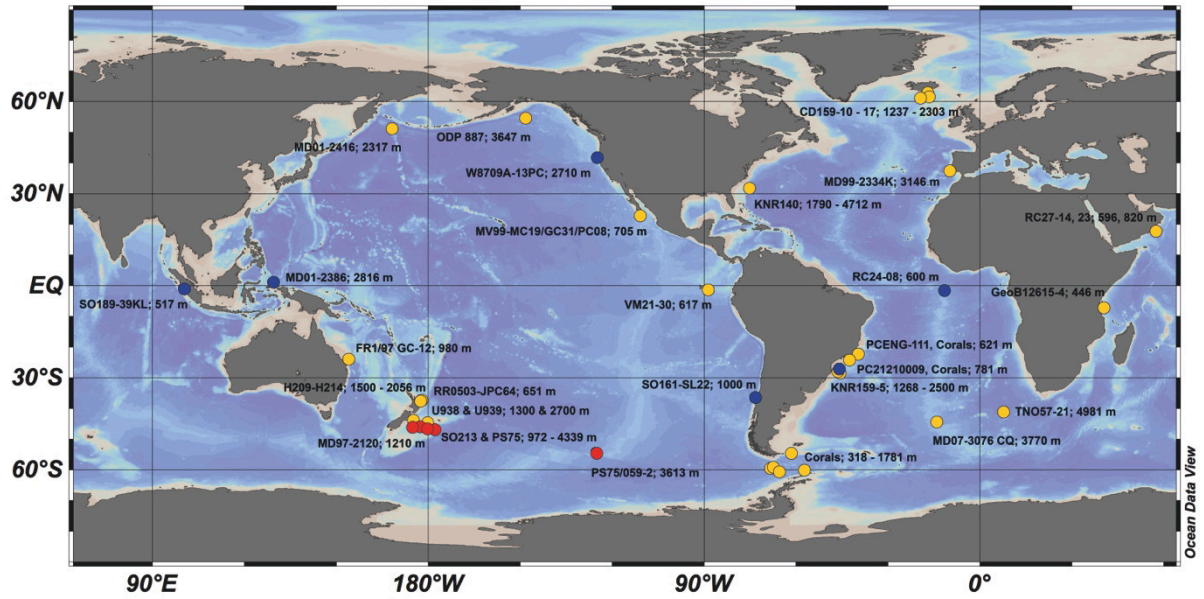 60°N
CD159-10 - 17; 1237 - 2303 m
ODP 887; 3647 m
MD01-2416; 2317 m
W8709A-13PC; 2710 m
MD99-2334K; 3146 m
30°N
KNR140; 1790 - 4712 m
RC27-14, 23; 596, 820 m
MV99-MC19/GC31/PC08; 705 m
MD01-2386; 2816 m
RC24-08; 600 m
EQ
GeoB12615-4; 446 m
SO189-39KL; 517 m
VM21-30; 617 m
PCENG-111, Corals; 621 m
FR1/97 GC-12; 980 m
PC21210009, Corals; 781 m
30°S
H209-H214; 1500 - 2056 m
SO161-SL22; 1000 m
KNR159-5; 1268 - 2500 m
RR0503-JPC64; 651 m
U938 & U939; 1300 & 2700 m
TNO57-21; 4981 m
SO213 & PS75; 972 - 4339 m
MD97-2120; 1210 m
MD07-3076 CQ; 3770 m
Corals; 318 - 1781 m
60°S
PS75/059-2; 3613 m
Ocean Data View
90°E
180°W
90°W
0°